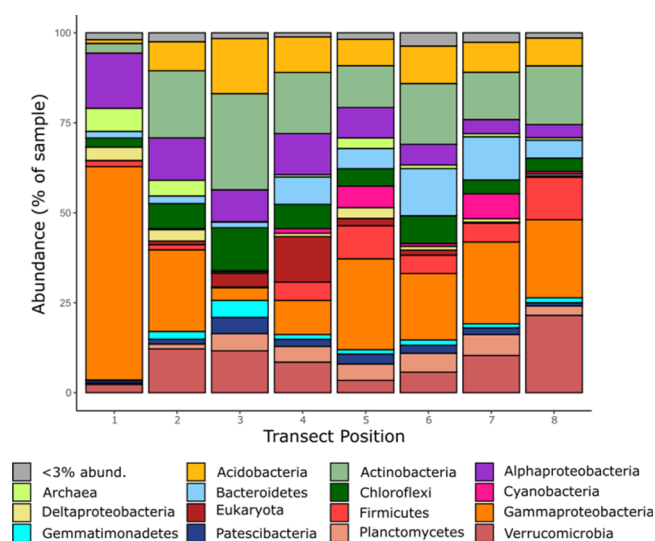 100
75
50
25
0
Abundance (% of sample)
1 2 3 4 5 6 7 8
Transect Position
<3% abund. Acidobacteria Actinobacteria Alphaproteobacteria
Archaea Bacteroidetes Chloroflexi Cyanobacteria
Deltaproteobacteria Eukaryota Firmicutes Gammaproteobacteria
Gemmatimonadetes Patescibacteria Planctomycetes Verrucomicrobia